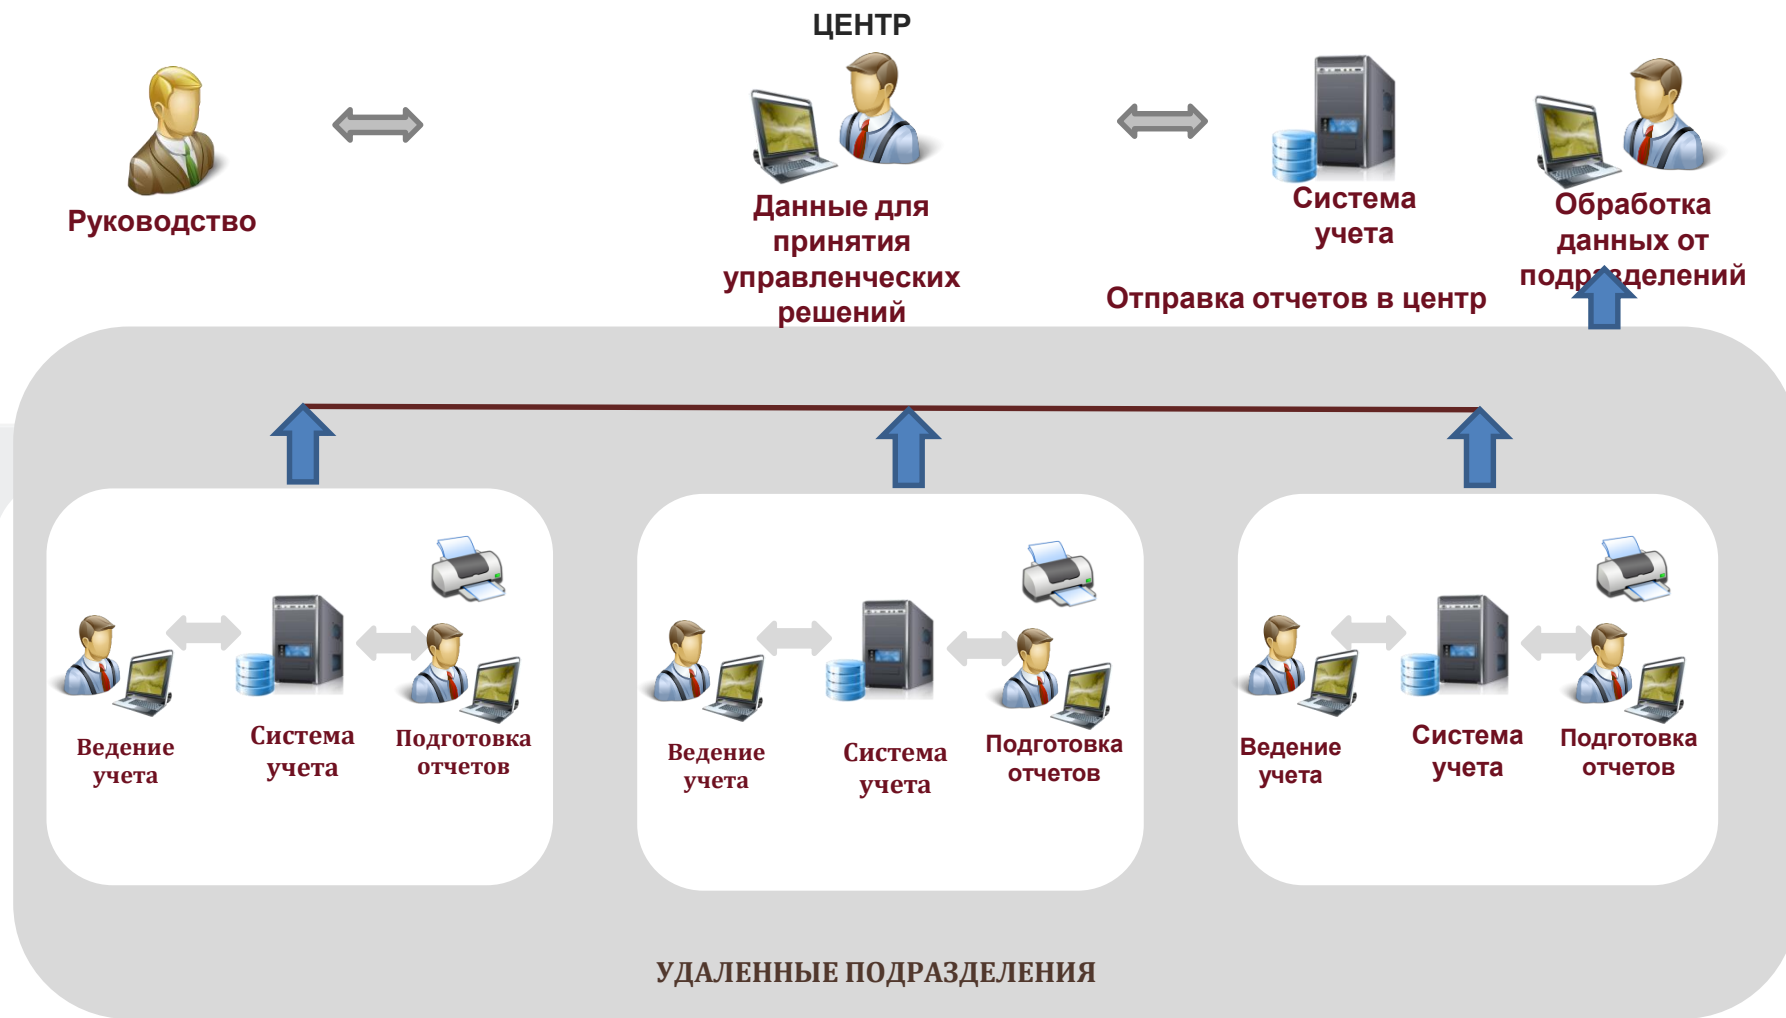 ЦЕНТР
Руководство
Данные для
принятия
управленческих
решений
Система
учета
Обработка
данных от
подразделений
Отправка отчетов в центр
Ведение
учета
Система
учета
Подготовка
отчетов
Ведение
учета
Система
учета
Подготовка
отчетов
Ведение
учета
Система
учета
Подготовка
отчетов
УДАЛЕННЫЕ ПОДРАЗДЕЛЕНИЯ